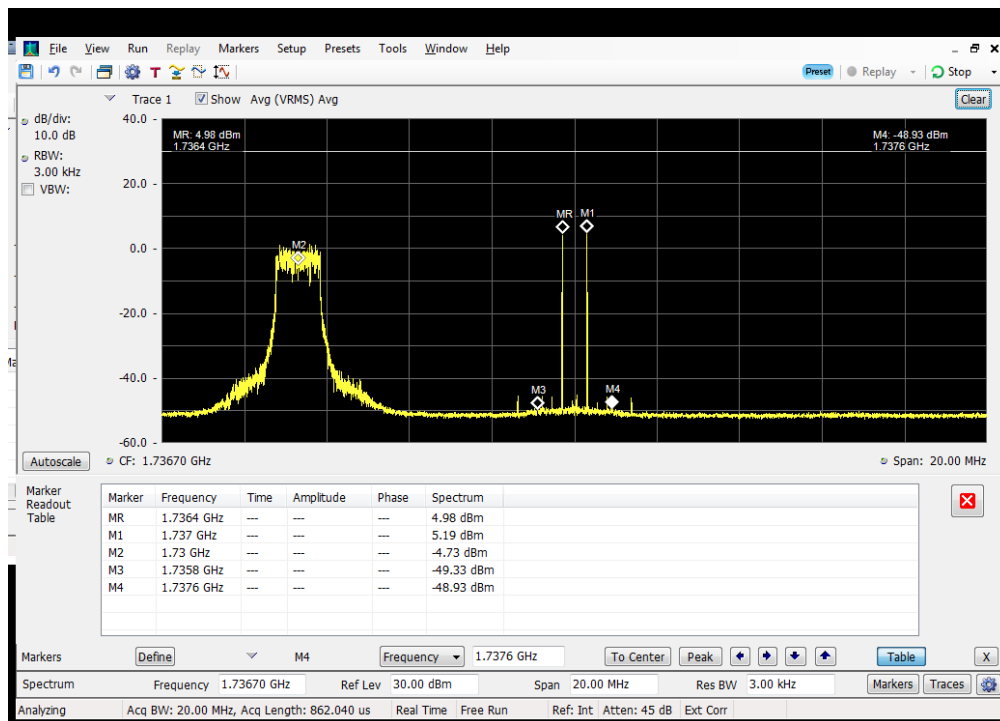 File View Run Replay Markers Setup Presets Tools Window Help
Preset Replay Stop
Trace 1 Show Avg (VRMS) Avg Clear
dB/div:
10.0 dB
RBW:
3.00 kHz
VBW:
40.0
20.0
0.0
-20.0
-40.0
-60.0
MR: 4.98 dBm
1.7364 GHz
M4: -48.93 dBm
1.7376 GHz
MR M1
M2
M3 M4
Autoscale CF: 1.73670 GHz Span: 20.00 MHz
Marker
Readout
Table
Marker Frequency Time Amplitude Phase Spectrum
MR 1.7364 GHz --- --- --- 4.98 dBm
M1 1.737 GHz --- --- --- 5.19 dBm
M2 1.73 GHz --- --- --- -4.73 dBm
M3 1.7358 GHz --- --- --- -49.33 dBm
M4 1.7376 GHz --- --- --- -48.93 dBm
Markers Define M4 Frequency 1.7376 GHz To Center Peak Table X
Spectrum Frequency 1.73670 GHz Ref Lev 30.00 dBm Span 20.00 MHz Res BW 3.00 kHz Markers Traces
Analyzing Acq BW: 20.00 MHz, Acq Length: 862.040 us Real Time Free Run Ref: Int Atten: 45 dB Ext Corr